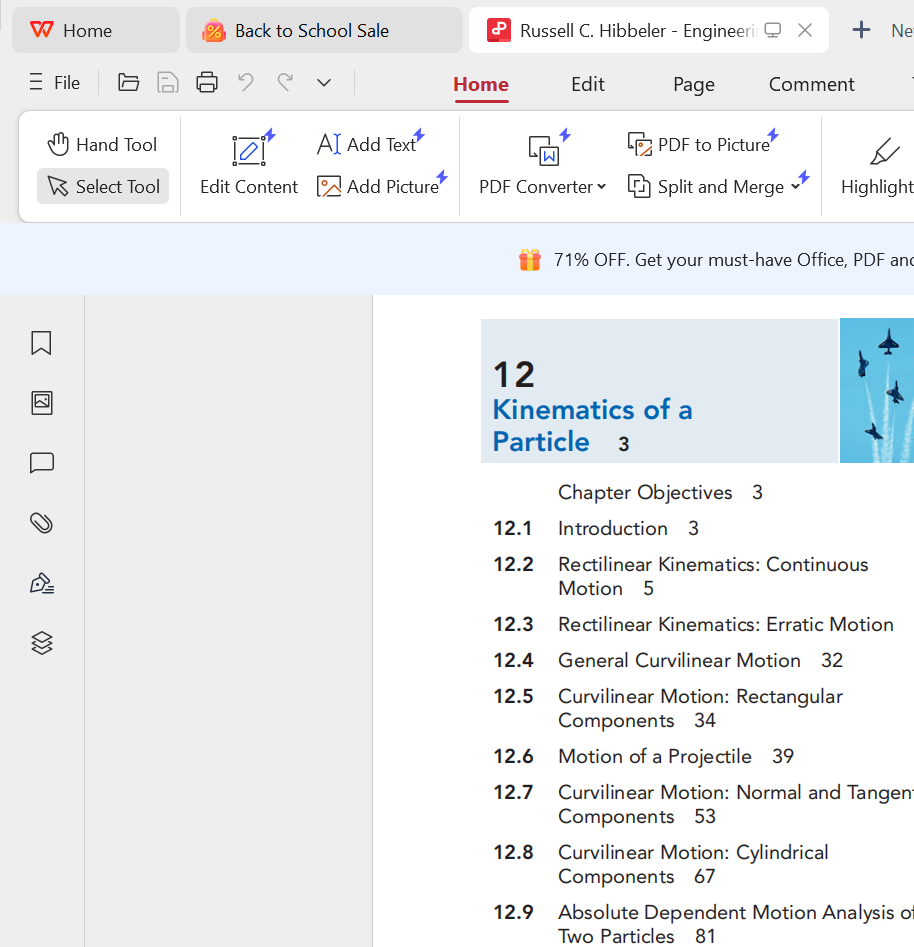 Home
Back to School Sale
Russell C. Hibbeler - Engineeri
File
Home
Edit
Page
Comment
Hand Tool
Select Tool
Edit Content
Add Text
Add Picture
PDF Converter
PDF to Picture
Split and Merge
Highlight
71% OFF. Get your must-have Office, PDF and
12
Kinematics of a
Particle 3
Chapter Objectives 3
12.1 Introduction 3
12.2 Rectilinear Kinematics: Continuous
Motion 5
12.3 Rectilinear Kinematics: Erratic Motion
12.4 General Curvilinear Motion 32
12.5 Curvilinear Motion: Rectangular
Components 34
12.6 Motion of a Projectile 39
12.7 Curvilinear Motion: Normal and Tangent
Components 53
12.8 Curvilinear Motion: Cylindrical
Components 67
12.9 Absolute Dependent Motion Analysis of
Two Particles 81